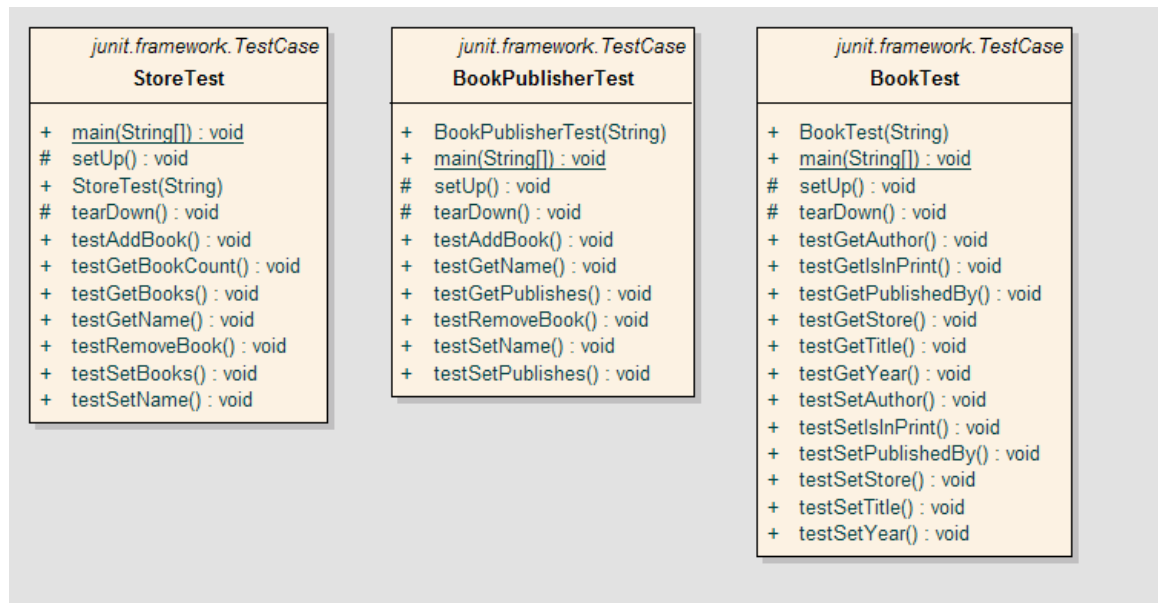 junit.framework.TestCase
StoreTest
+ main(String[]) : void
# setUp() : void
+ StoreTest(String)
# tearDown() : void
+ testAddBook() : void
+ testGetBookCount() : void
+ testGetBooks() : void
+ testGetName() : void
+ testRemoveBook() : void
+ testSetBooks() : void
+ testSetName() : void
junit.framework.TestCase
BookPublisherTest
+ BookPublisherTest(String)
+ main(String[]) : void
# setUp() : void
# tearDown() : void
+ testAddBook() : void
+ testGetName() : void
+ testGetPublishes() : void
+ testRemoveBook() : void
+ testSetName() : void
+ testSetPublishes() : void
junit.framework.TestCase
BookTest
+ BookTest(String)
+ main(String[]) : void
# setUp() : void
# tearDown() : void
+ testGetAuthor() : void
+ testGetIsInPrint() : void
+ testGetPublishedBy() : void
+ testGetStore() : void
+ testGetTitle() : void
+ testGetYear() : void
+ testSetAuthor() : void
+ testSetIsInPrint() : void
+ testSetPublishedBy() : void
+ testSetStore() : void
+ testSetTitle() : void
+ testSetYear() : void